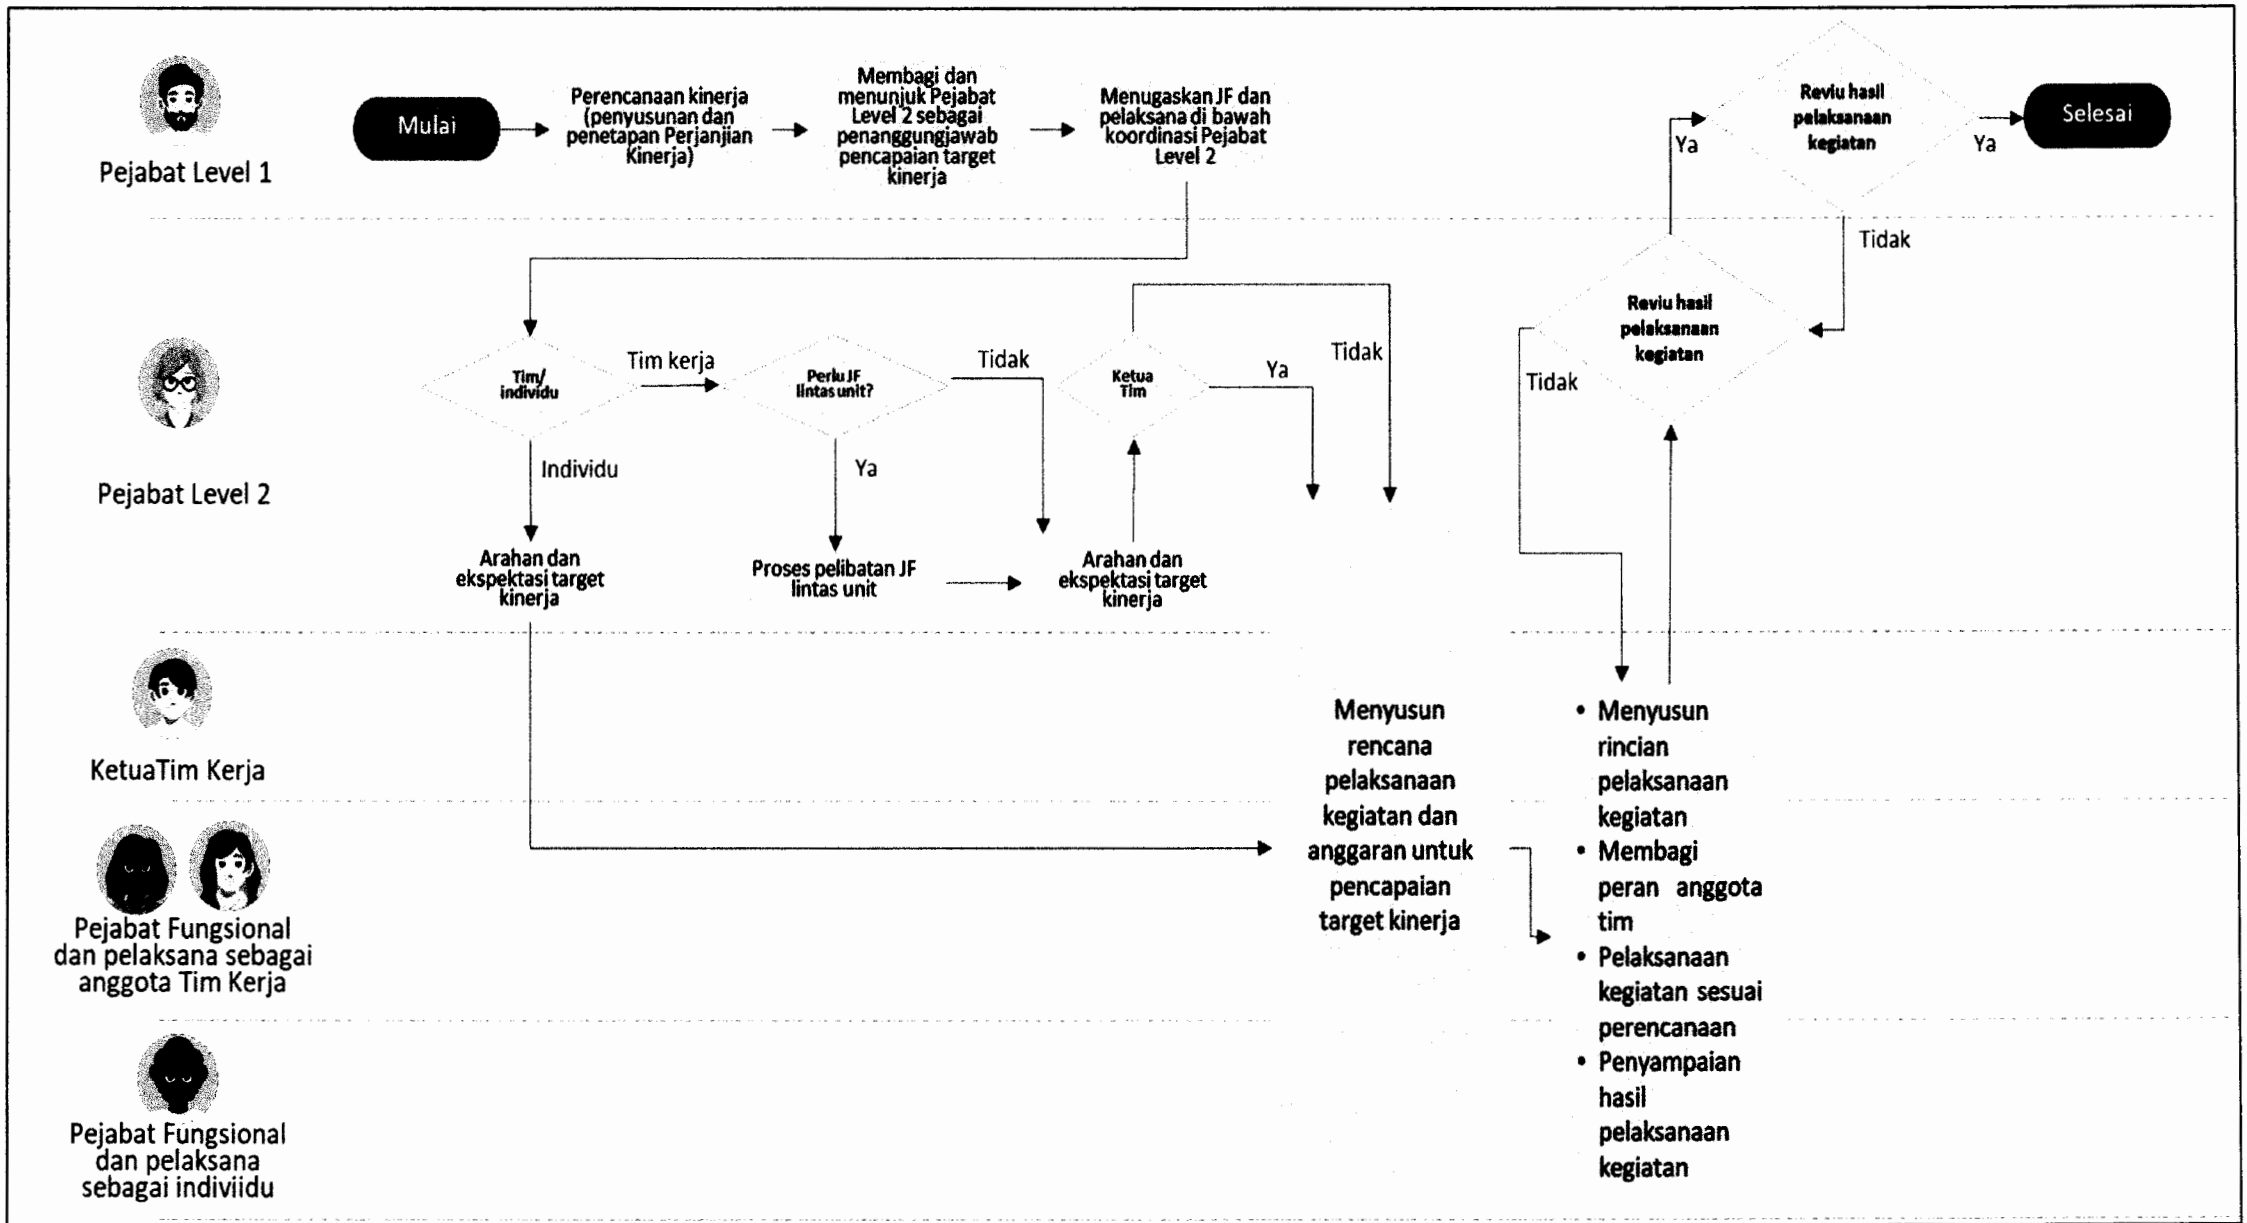 Pejabat Level 1
Mulai
Perencanaan kinerja
(penyusunan dan
penetapan Perjanjian
Kinerja)
Membagi dan
menunjuk Pejabat
Level 2 sebagai
penanggungjawab
pencapaian target
kinerja
Menugaskan JF dan
pelaksana di bawah
koordinasi Pejabat
Level 2
Reviu hasil
pelaksanaan
kegiatan
Ya
Ya
Selesai
Tidak
Pejabat Level 2
Tim/
individu
Tim kerja
Individu
Perlu JF
lintas unit?
Tidak
Ya
Ketua
Tim
Ya
Tidak
Arahan dan
ekspektasi target
kinerja
Proses pelibatan JF
lintas unit
Arahan dan
ekspektasi target
kinerja
Reviu hasil
pelaksanaan
kegiatan
Tidak
KetuaTim Kerja
Pejabat Fungsional
dan pelaksana sebagai
anggota Tim Kerja
Pejabat Fungsional
dan pelaksana
sebagai indiviidu
Menyusun
rencana
pelaksanaan
kegiatan dan
anggaran untuk
pencapaian
target kinerja
• Menyusun
rincian
pelaksanaan
kegiatan
• Membagi
peran anggota
tim
• Pelaksanaan
kegiatan sesuai
perencanaan
• Penyampaian
hasil
pelaksanaan
kegiatan